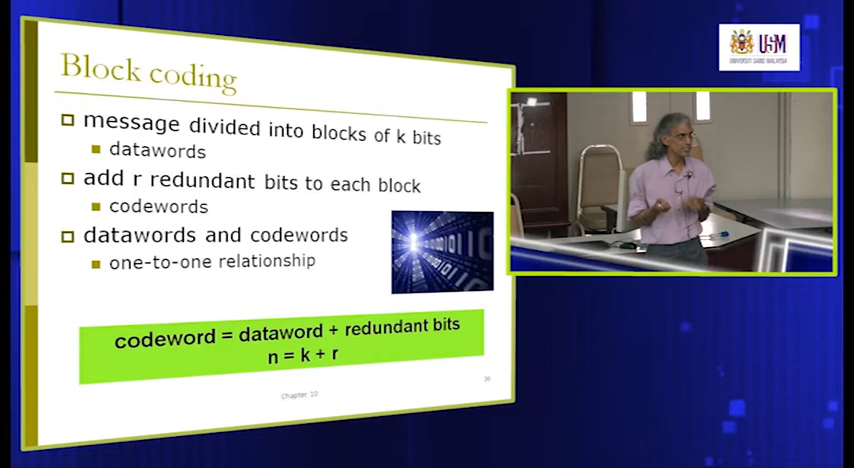 Block coding
message divided into blocks of k bits
datawords
add r redundant bits to each block
codewords
datawords and codewords
one-to-one relationship
codeword = dataword + redundant bits
n = k + r
Chapter 10
36
USM
UNIVERSITI SAINS MALAYSIA